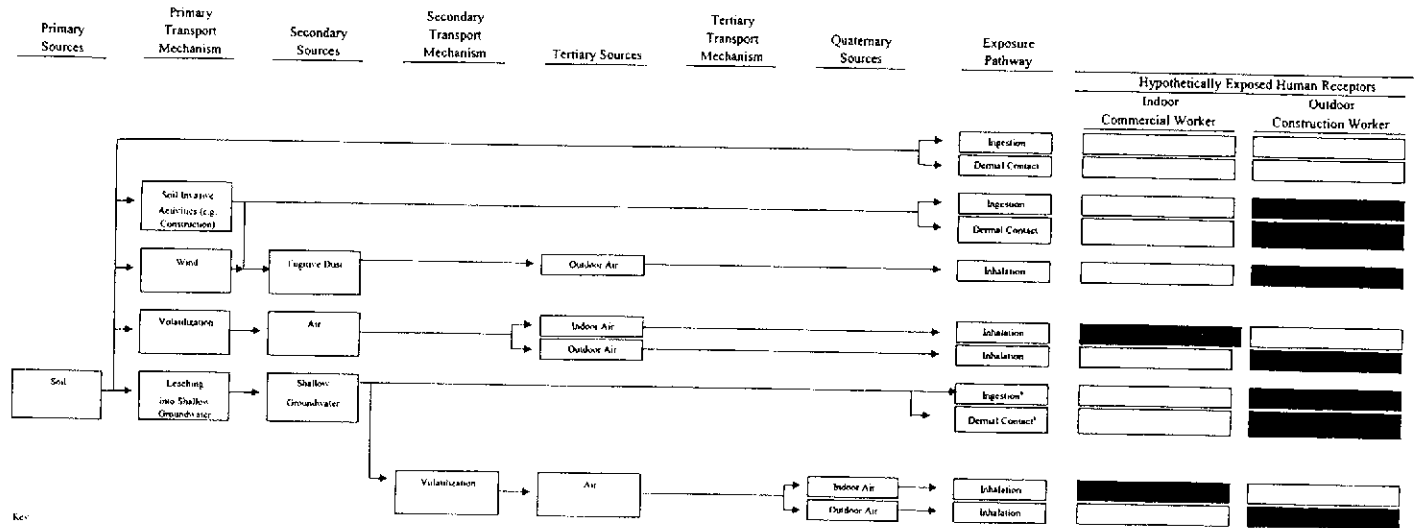 Primary
Sources
Primary
Transport
Mechanism
Secondary
Sources
Secondary
Transport
Mechanism
Tertiary Sources
Tertiary
Transport
Mechanism
Quaternary
Sources
Exposure
Pathway
Hypothetically Exposed Human Receptors
Indoor
Commercial Worker
Outdoor
Construction Worker
Ingestion
Dermal Contact
Soil Invasive
Activities (e.g.
Construction)
Ingestion
Dermal Contact
Wind
Fugitive Dust
Outdoor Air
Inhalation
Volatilization
Air
Indoor Air
Outdoor Air
Inhalation
Inhalation
Soil
Leaching
into Shallow
Groundwater
Shallow
Groundwater
Ingestion
Dermal Contact
Volatilization
Air
Indoor Air
Outdoor Air
Inhalation
Inhalation
Key